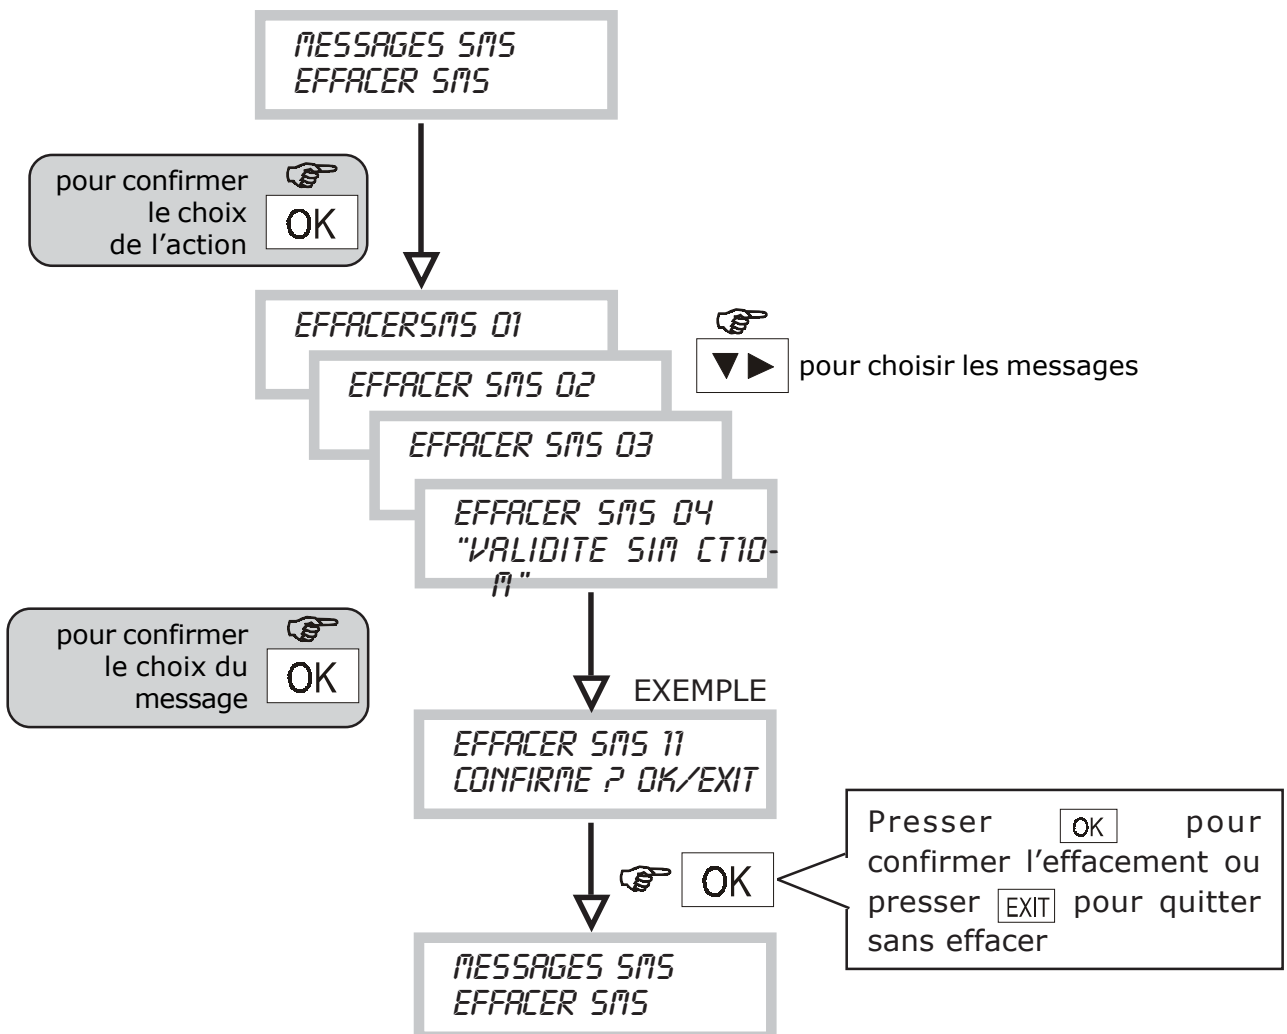 MESSAGES SMS
EFFACER SMS
pour confirmer
le choix
de l'action
OK
EFFACERSMS 01
EFFACER SMS 02
EFFACER SMS 03
▼▶ pour choisir les messages
EFFACER SMS 04
"VALIDITE SIM CT10-
M"
pour confirmer
le choix du
message
OK
EXEMPLE
EFFACER SMS 11
CONFIRME ? OK/EXIT
OK
Presser OK pour
confirmer l'effacement ou
presser EXIT pour quitter
sans effacer
MESSAGES SMS
EFFACER SMS